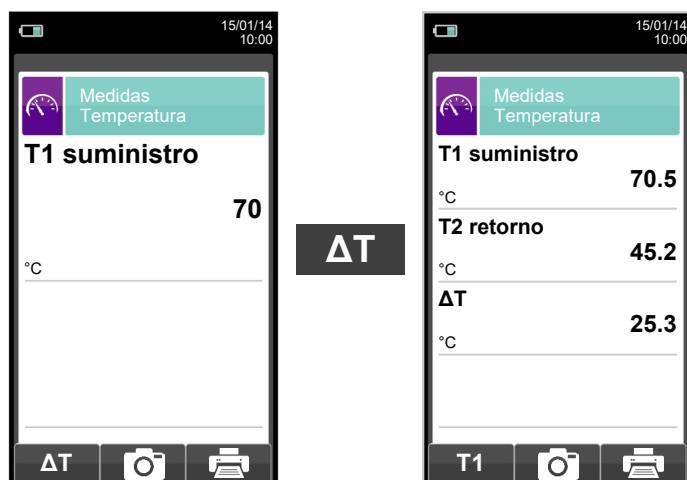 15/01/14
10:00
Medidas
Temperatura
T1 suministro
70
°C
ΔT
ΔT
15/01/14
10:00
Medidas
Temperatura
T1 suministro
70.5
°C
T2 retorno
45.2
°C
ΔT
25.3
°C
T1